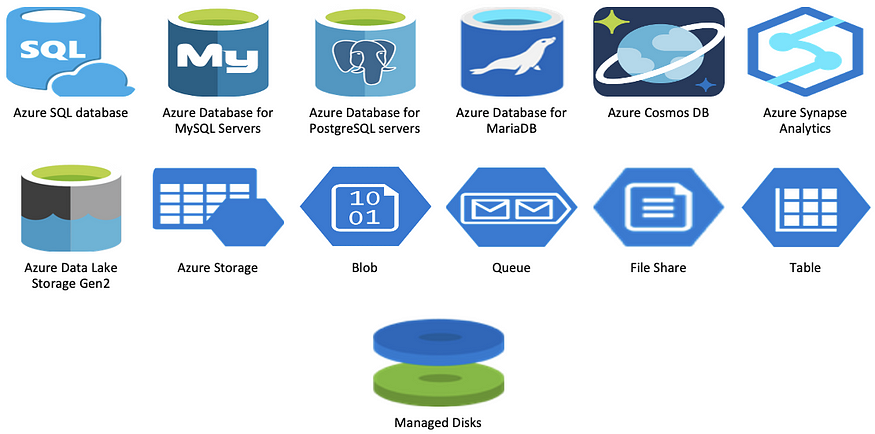 SQL
My
Azure SQL database
Azure Database for
MySQL Servers
Azure Database for
PostgreSQL servers
Azure Database for
MariaDB
Azure Cosmos DB
Azure Synapse
Analytics
10
01
Azure Data Lake
Storage Gen2
Azure Storage
Blob
Queue
File Share
Table
Managed Disks